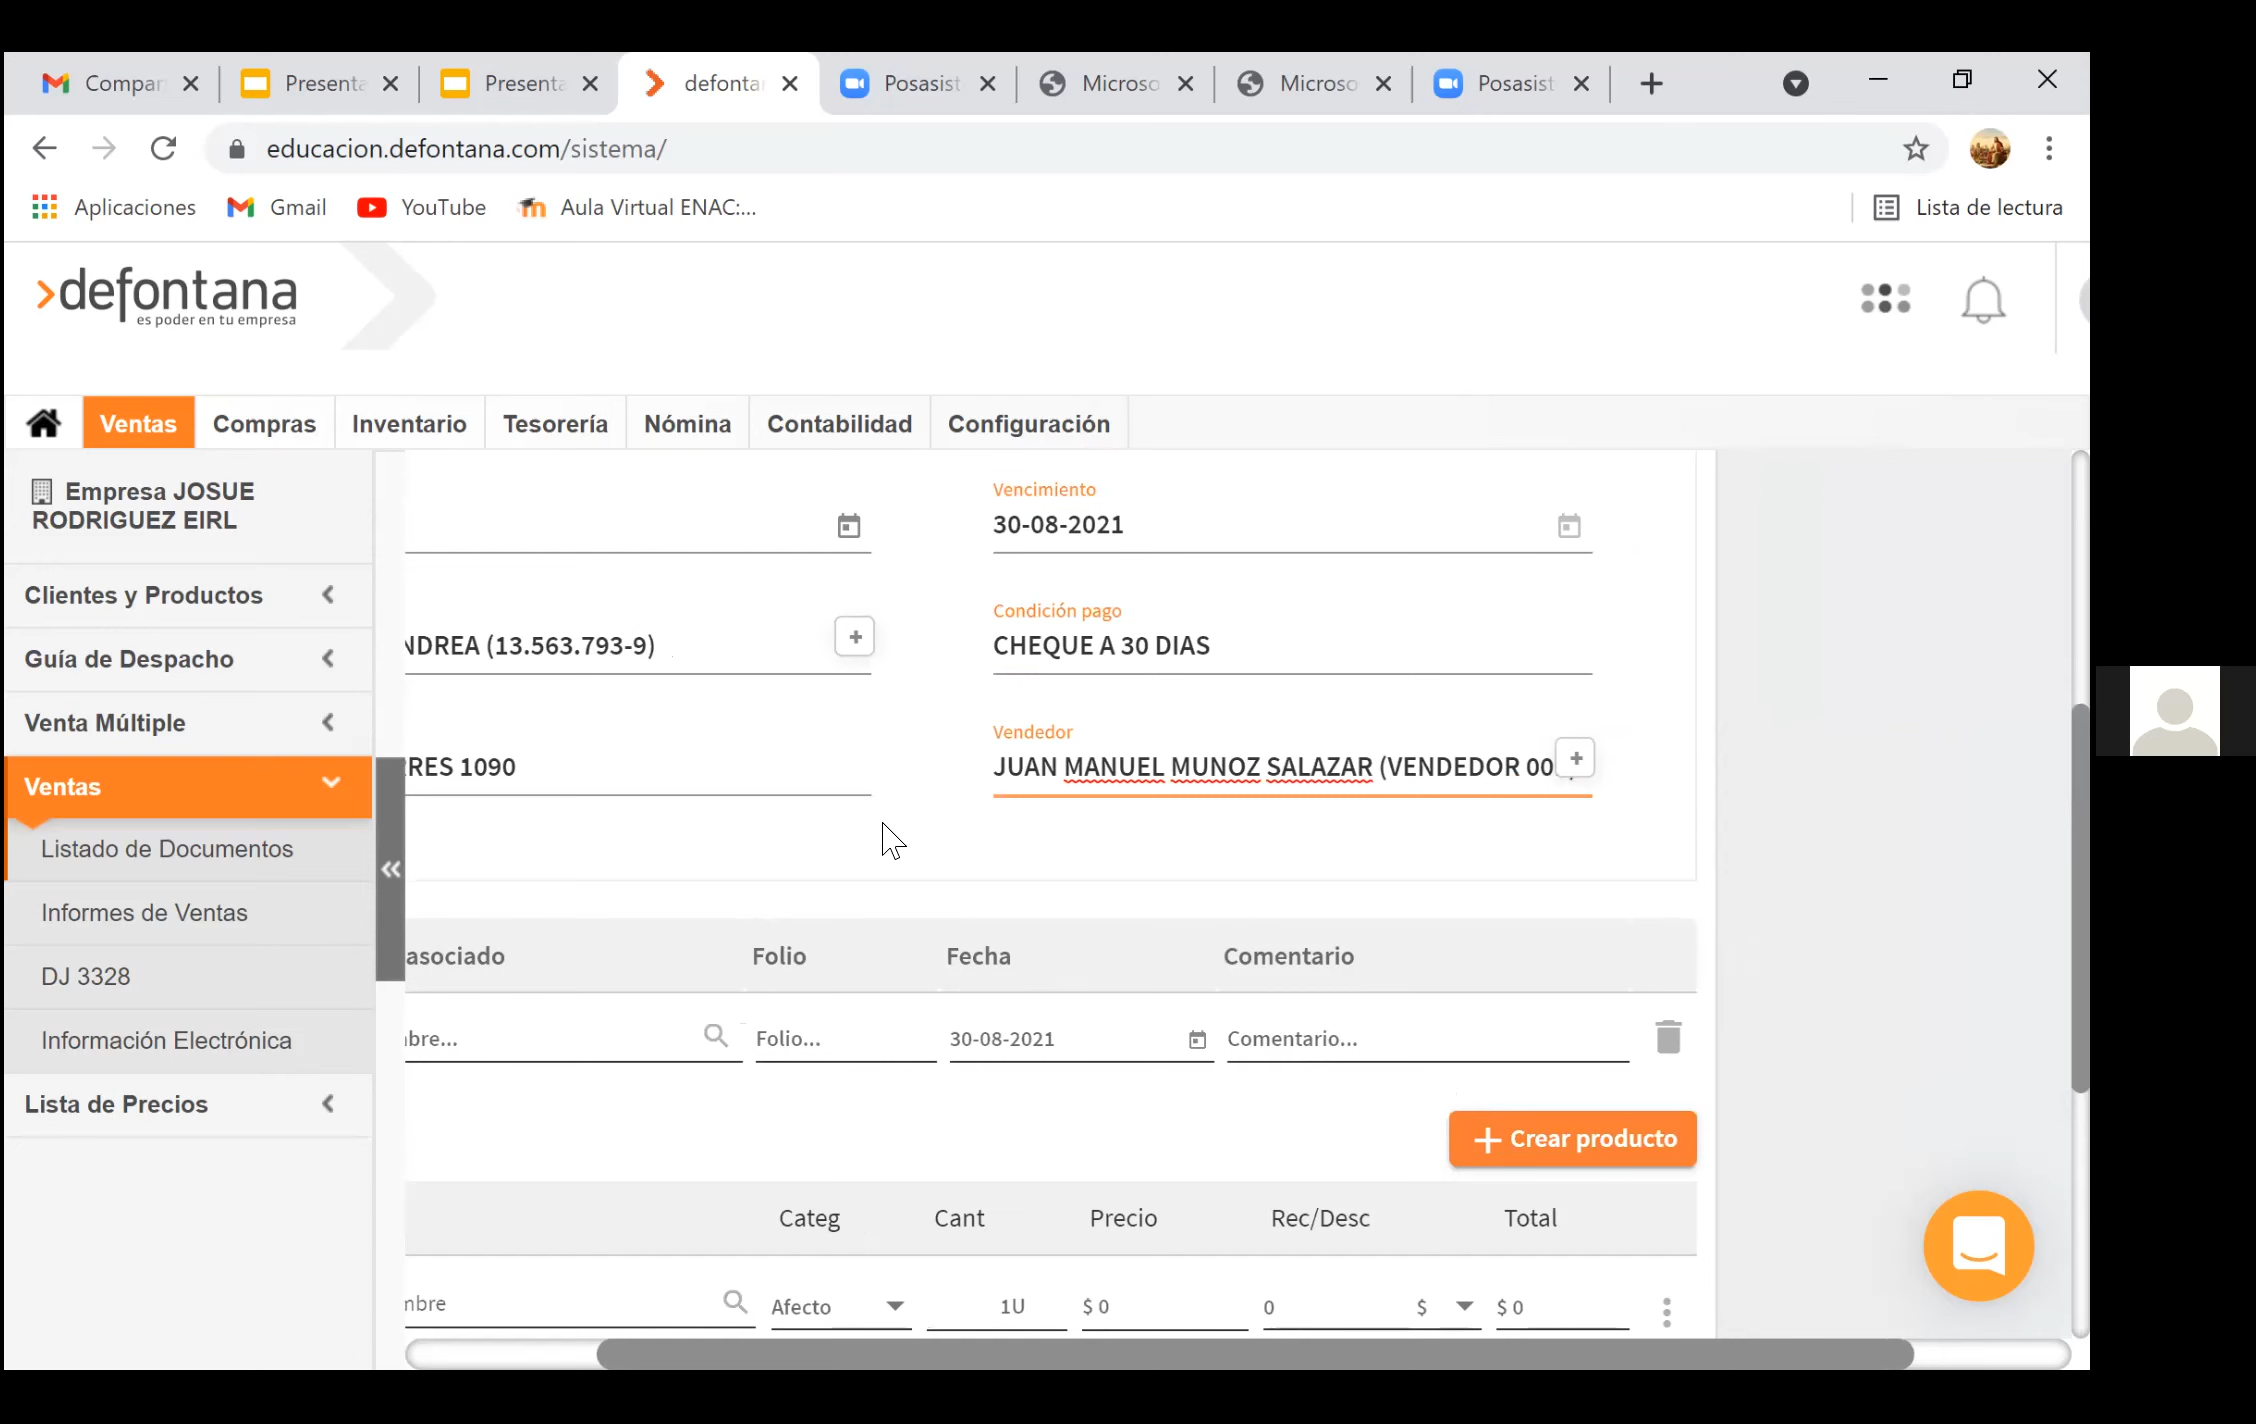 Compar
Presenta
Presenta
defontar
Posasist
Microso
Microso
Posasist
educacion.defontana.com/sistema/
Aplicaciones
Gmail
YouTube
Aula Virtual ENAC:...
Lista de lectura
defontana
es poder en tu empresa
Ventas
Compras
Inventario
Tesorería
Nómina
Contabilidad
Configuración
Empresa JOSUE
RODRIGUEZ EIRL
Clientes y Productos
Guía de Despacho
Venta Múltiple
Ventas
Listado de Documentos
Informes de Ventas
DJ 3328
Información Electrónica
Lista de Precios
Vencimiento
30-08-2021
Condición pago
NDREA (13.563.793-9)
CHEQUE A 30 DIAS
Vendedor
RRES 1090
JUAN MANUEL MUNOZ SALAZAR (VENDEDOR 00
asociado Folio Fecha Comentario
bre... Folio... 30-08-2021 Comentario...
+ Crear producto
Categ Cant Precio Rec/Desc Total
mbre Afecto 1U $ 0 0 $ $ 0